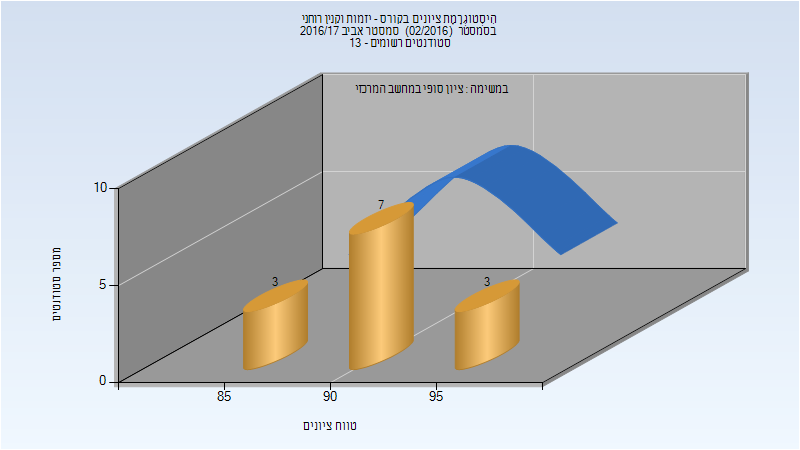 היסטוגרמת ציונים בקורס - יזמות וקנין רוחני
בסמסטר (02/2016) סמסטר אביב 2016/17
סטודנטים רשומים - 13
במשימה : ציון סופי במחשב המרכזי
מספר סטודנטים
10
5
0
3
7
3
85
90
95
טווח ציונים